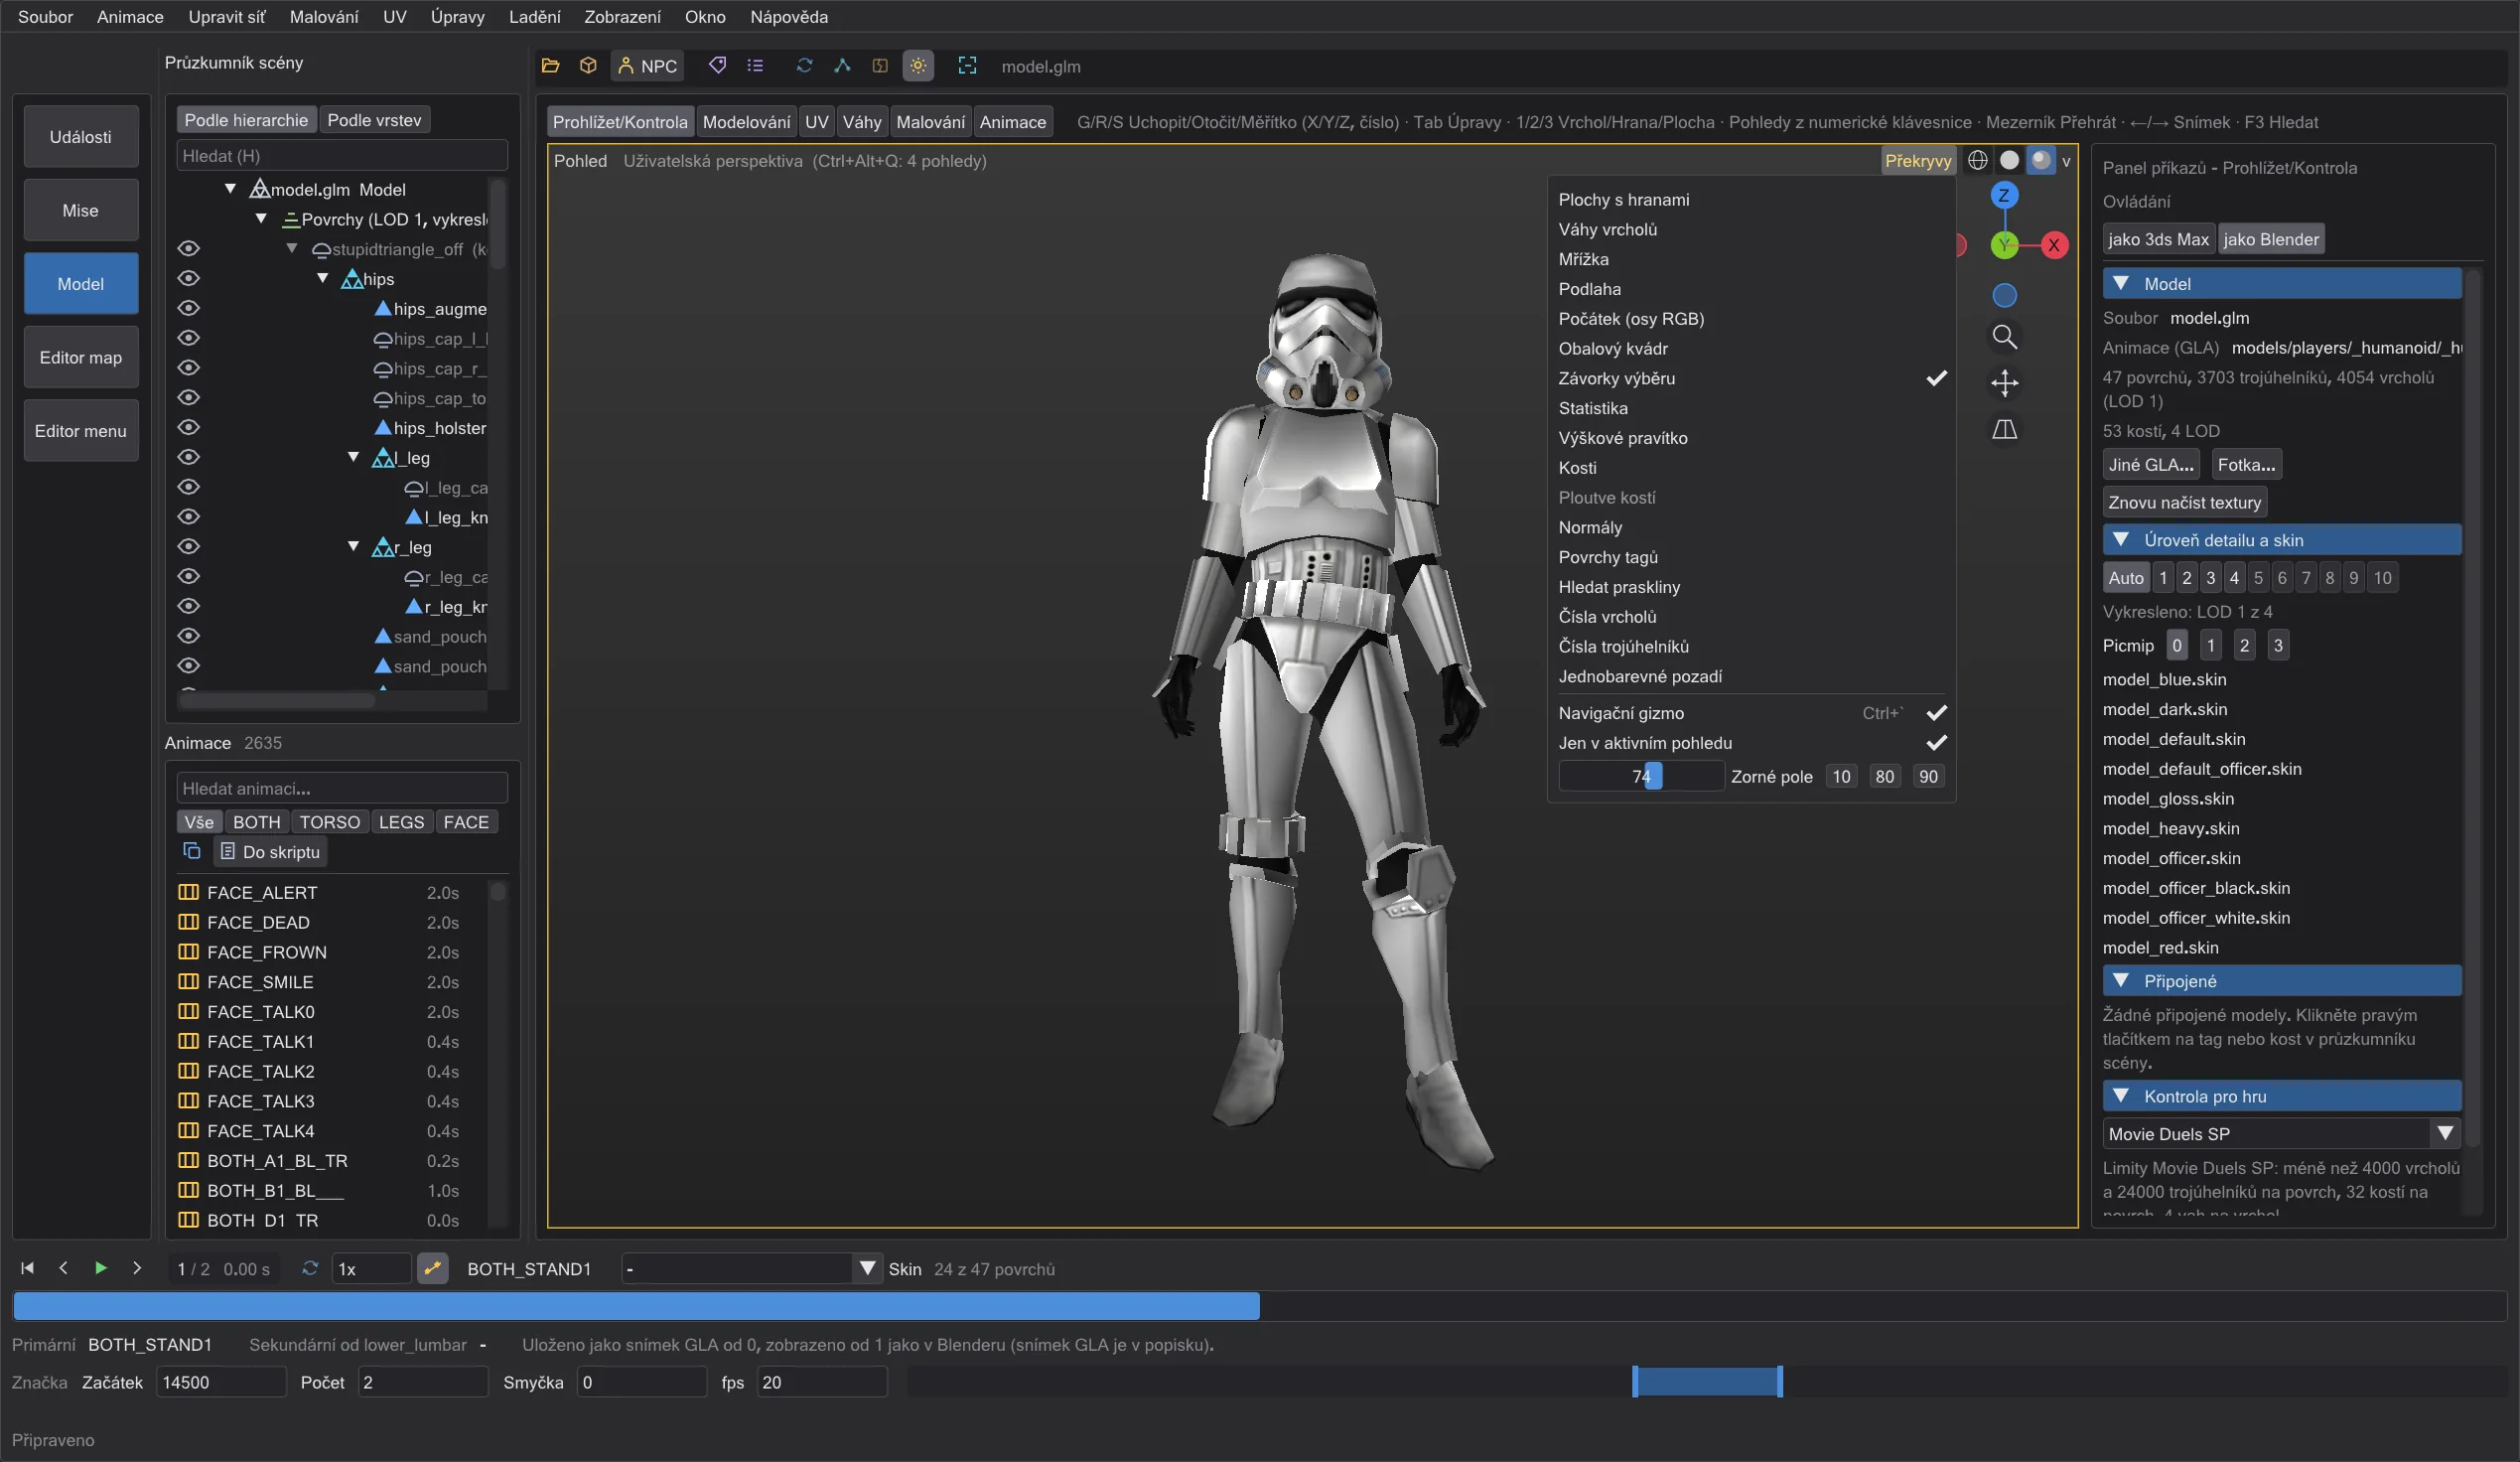 Soubor Animace Upravit síť Malování UV Úpravy Ladění Zobrazení Okno Nápověda
Průzkumník scény
NPC
model.glm
Události
Mise
Model
Editor map
Editor menu
Podle hierarchie Podle vrstev
Hledat (H)
model.glm Model
Povrchy (LOD 1,
stupidtriangle_off
hips
hips_cap_l_
hips_cap_r_
hips_holster
l_leg
r_leg
sand_pouch
sand_pouch
Animace 2635
Hledat animaci...
Vše BOTH TORSO LEGS FACE
Do skriptu
FACE_ALERT 2.0s
FACE_DEAD 2.0s
FACE_FROWN 2.0s
FACE_SMILE 2.0s
FACE_TALK0 2.0s
FACE_TALK1 0.4s
FACE_TALK2 0.4s
FACE_TALK3 0.4s
FACE_TALK4 0.4s
BOTH_A1_BL_TR 0.2s
BOTH_B1_BL___ 1.0s
BOTH_D1_TR 0.0s
Prohlížet/Kontrola Modelování UV Váhy Malování Animace
G/R/S Uchopit/Otočit/Měřítko (X/Y/Z, číslo) · Tab Úpravy · 1/2/3 Vrchol/Hrana/Plocha · Pohledy z numerické klávesnice · Mezerník Přehrát · ←/→ Snímek · F3 Hledat
Pohled Uživatelská perspektiva (Ctrl+Alt+Q: 4 pohledy)
Překryvy
v
Z
Y
X
Plochy s hranami
Váhy vrcholů
Mřížka
Podlaha
Počátek (osy RGB)
Obalový kvádr
Závorky výběru
Statistika
Výškové pravítko
Kosti
Ploutve kostí
Normály
Povrchy tagů
Hledat praskliny
Čísla vrcholů
Čísla trojúhelníků
Jednobarevné pozadí
Navigační gizmo Ctrl+`
Jen v aktivním pohledu
74 Zorné pole 10 80 90
Panel příkazů - Prohlížet/Kontrola
Ovládání
jako 3ds Max jako Blender
Model
Soubor model.glm
Animace (GLA) models/players/_humanoid/
47 povrchů, 3703 trojúhelníků, 4054 vrcholů
(LOD 1)
53 kostí, 4 LOD
Jiné GLA... Fotka...
Znovu načíst textury
Úroveň detailu a skin
Auto 1 2 3 4 5 6 7 8 9 10
Vykresleno: LOD 1 z 4
Picmip 0 1 2 3
model_blue.skin
model_dark.skin
model_default.skin
model_default_officer.skin
model_gloss.skin
model_heavy.skin
model_officer.skin
model_officer_black.skin
model_officer_white.skin
model_red.skin
Připojené
Žádné připojené modely. Klikněte pravým
tlačítkem na tag nebo kost v průzkumníku
scény.
Kontrola pro hru
Movie Duels SP
Limity Movie Duels SP: méně než 4000 vrcholů
a 24000 trojúhelníků na povrch, 32 kostí na
povrch, 4 vah na vrchol
1 / 2 0.00 s 1x BOTH_STAND1 - Skin 24 z 47 povrchů
Primární BOTH_STAND1 Sekundární od lower_lumbar - Uloženo jako snímek GLA od 0, zobrazeno od 1 jako v Blenderu (snímek GLA je v popisku).
Značka Začátek 14500 Počet 2 Smyčka 0 fps 20
Připraveno